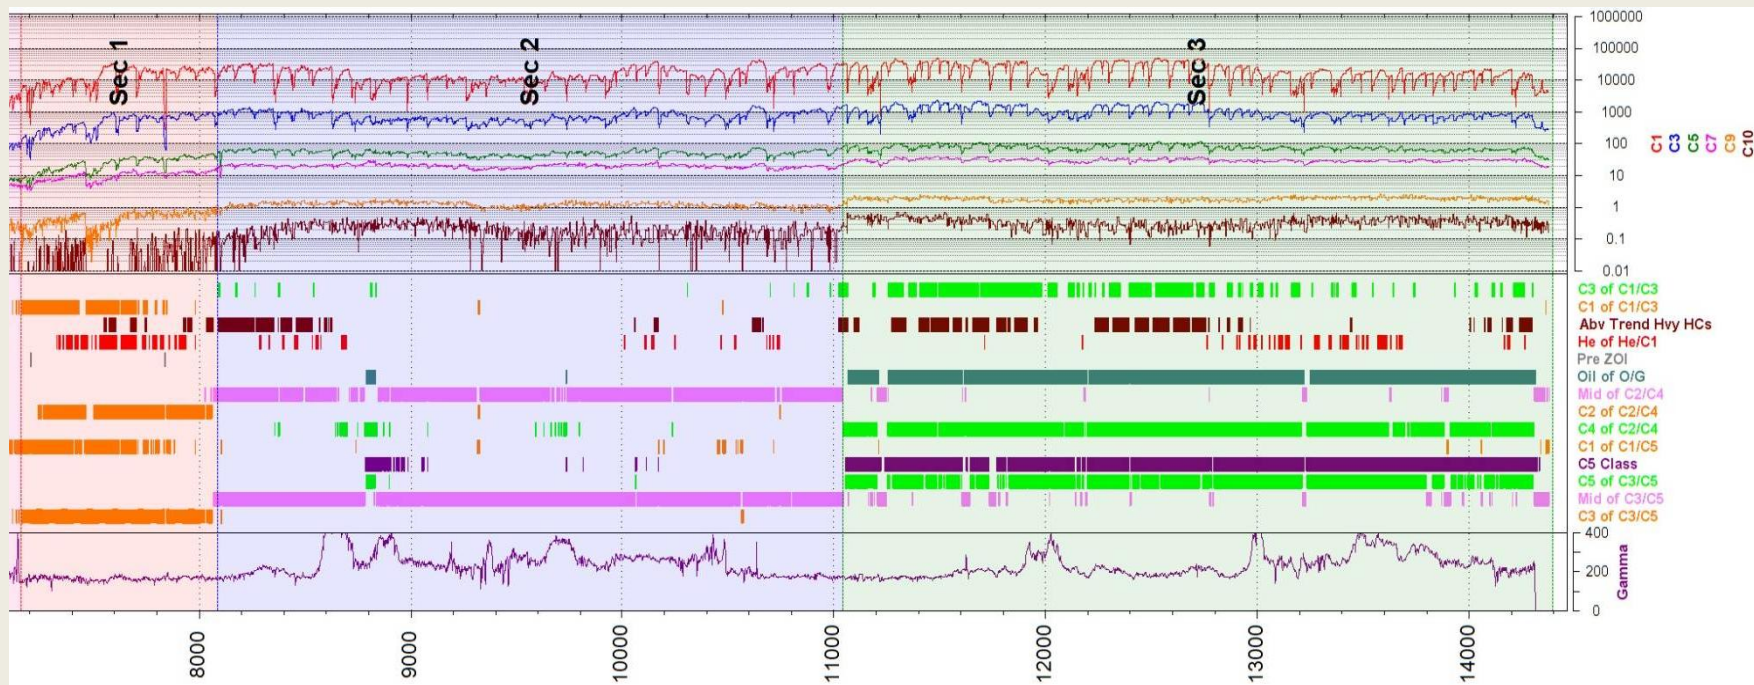 Sec 1
Sec 2
Sec 3
1000000
100000
10000
1000
100
10
1
0.1
0.01
C1
C3
C5
C7
C9
C10
C3 of C1/C3
C1 of C1/C3
Abv Trend Hvy HCs
He of He/C1
Pre ZOI
Oil of O/G
Mid of C2/C4
C2 of C2/C4
C4 of C2/C4
C1 of C1/C5
C5 Class
C5 of C3/C5
Mid of C3/C5
C3 of C3/C5
400
200
0
Gamma
8000
9000
10000
11000
12000
13000
14000